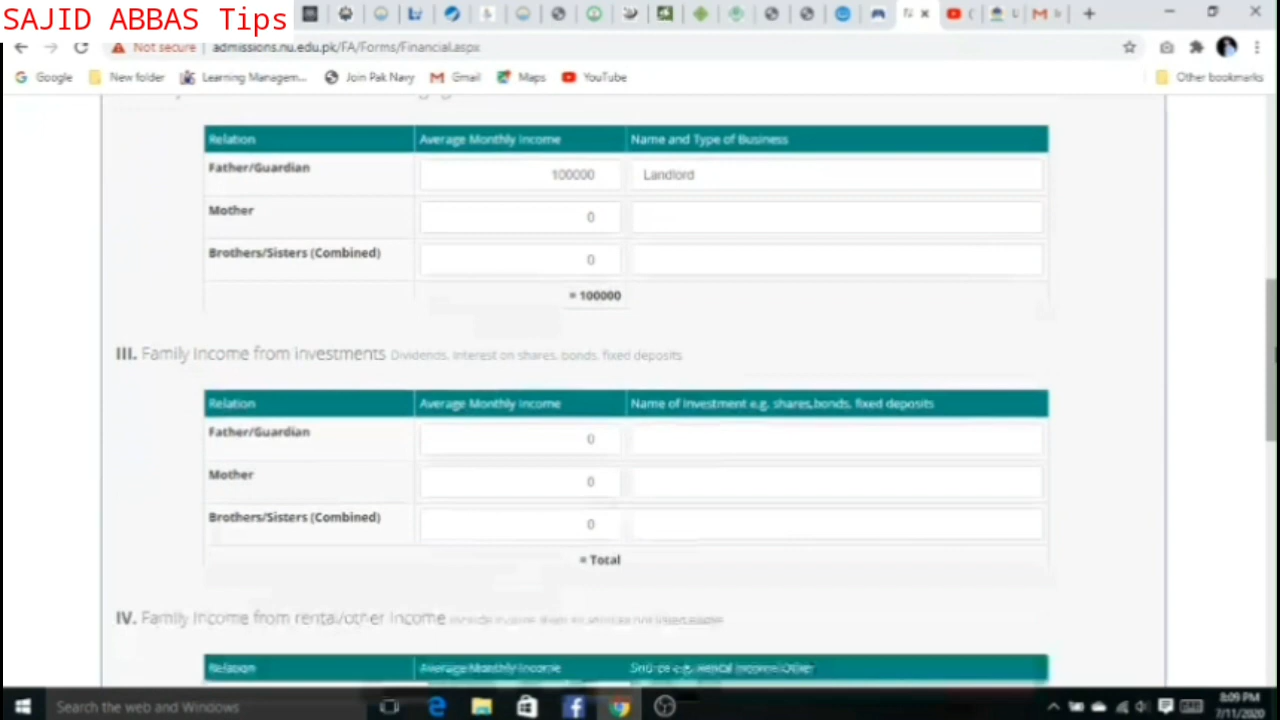 SAJID ABBAS Tips
Not secure | admissions.nu.edu.pk/FA/Forms/Financial.aspx
Google New folder Learning Managem... Join Pak Navy Gmail Maps YouTube Other bookmarks
Relation Average Monthly Income Name and Type of Business
Father/Guardian 100000 Landlord
Mother 0
Brothers/Sisters (Combined) 0
= 100000
III. Family Income from investments Dividends, interest on shares, bonds, fixed deposits
Relation Average Monthly Income Name of Investment e.g. shares,bonds, fixed deposits
Father/Guardian 0
Mother 0
Brothers/Sisters (Combined) 0
= Total
IV. Family Income from rental/other income
Relation Average Monthly Income Source e.g. Rental Income/Other
Search the web and Windows
8:09 PM
7/11/2020